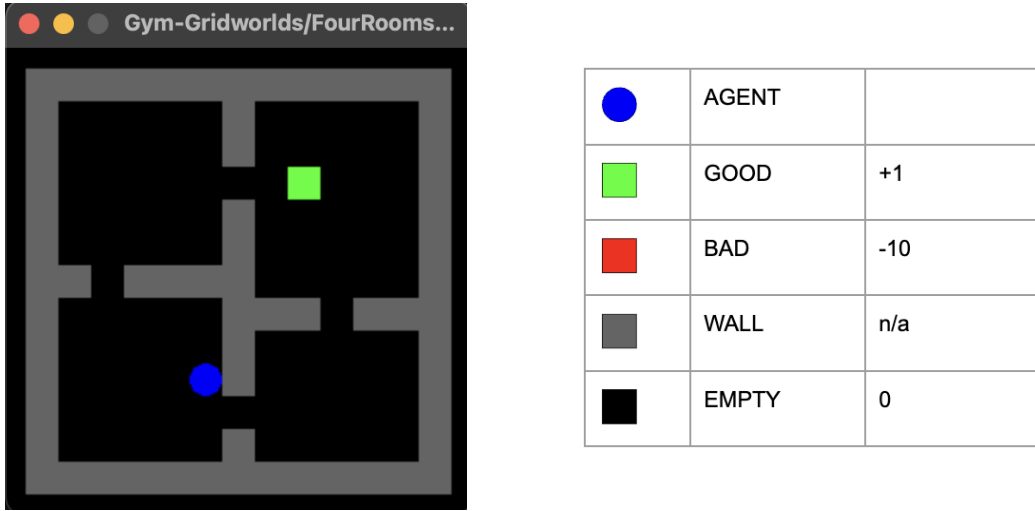 Gym-Gridworlds/FourRooms...
AGENT
GOOD +1
BAD -10
WALL n/a
EMPTY 0